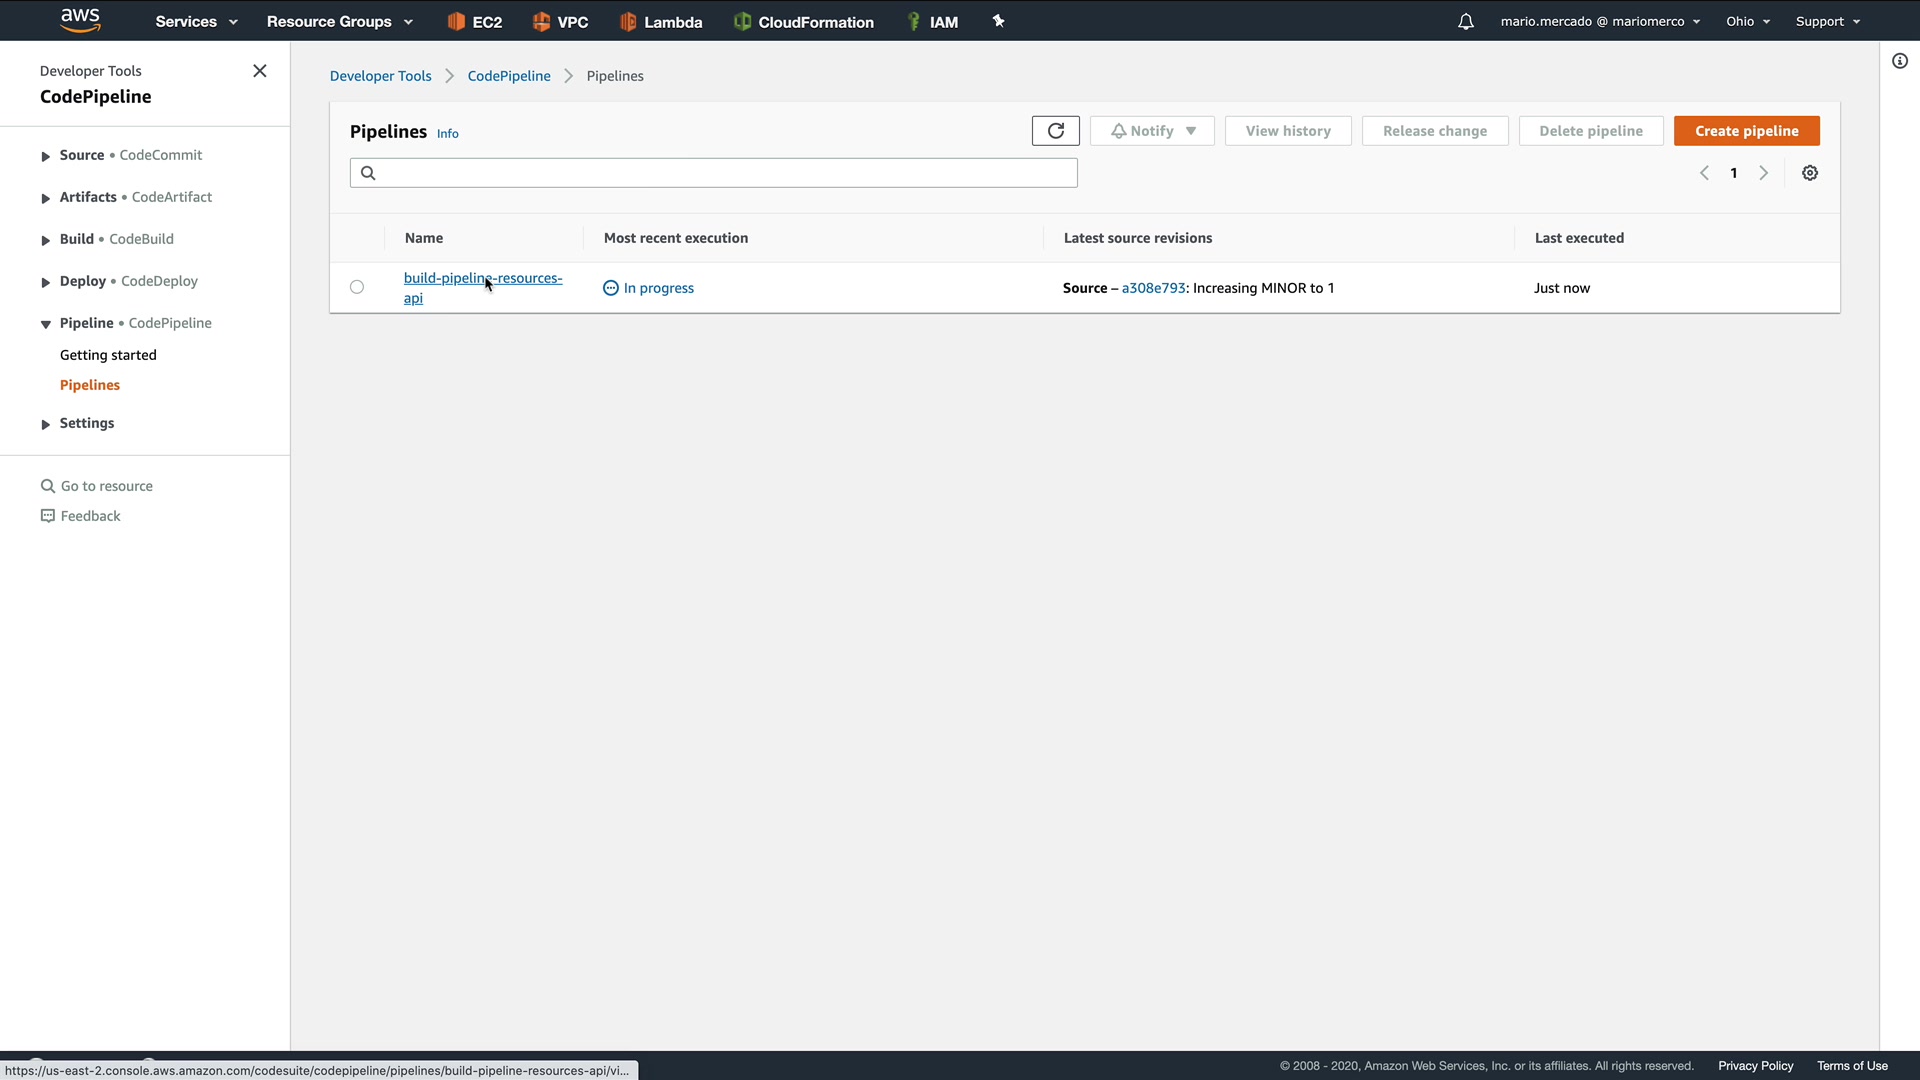 aws Services Resource Groups EC2 VPC Lambda CloudFormation IAM mario.mercado @ mariomerco Ohio Support
Developer Tools
CodePipeline
Source • CodeCommit
Artifacts • CodeArtifact
Build • CodeBuild
Deploy • CodeDeploy
Pipeline • CodePipeline
Getting started
Pipelines
Settings
Go to resource
Feedback
Developer Tools CodePipeline Pipelines
Pipelines Info Notify View history Release change Delete pipeline Create pipeline
1
Name Most recent execution Latest source revisions Last executed
build-pipeline-resources-
api
In progress
Source – a308e793: Increasing MINOR to 1
Just now
© 2008 - 2020, Amazon Web Services, Inc. or its affiliates. All rights reserved. Privacy Policy Terms of Use
https://us-east-2.console.aws.amazon.com/codesuite/codepipeline/pipelines/build-pipeline-resources-api/vi...